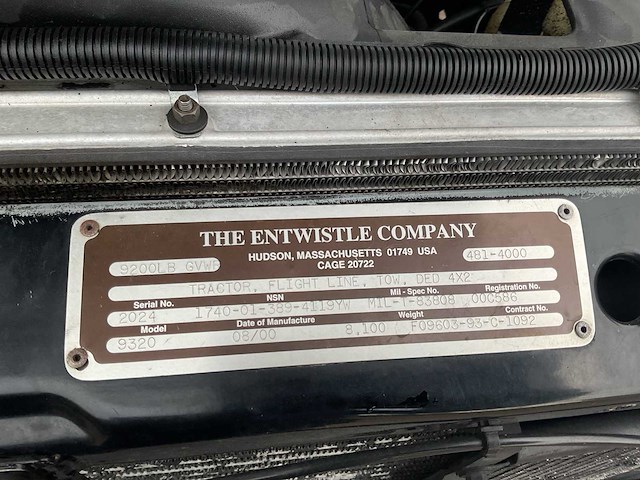 THE ENTWISTLE COMPANY
HUDSON, MASSACHUSETTS 01749 USA
CAGE 20722
9200LB GVWR 481-4000
TRACTOR, FLIGHT LINE, TOW, DED 4X2
Serial No. NSN Mil - Spec No. Registration No.
2024 1740-01-389-4119YW MIL-T-83808 00C586
Model Date of Manufacture Weight Contract No.
9320 08/00 8,100 F09603-93-C-1092